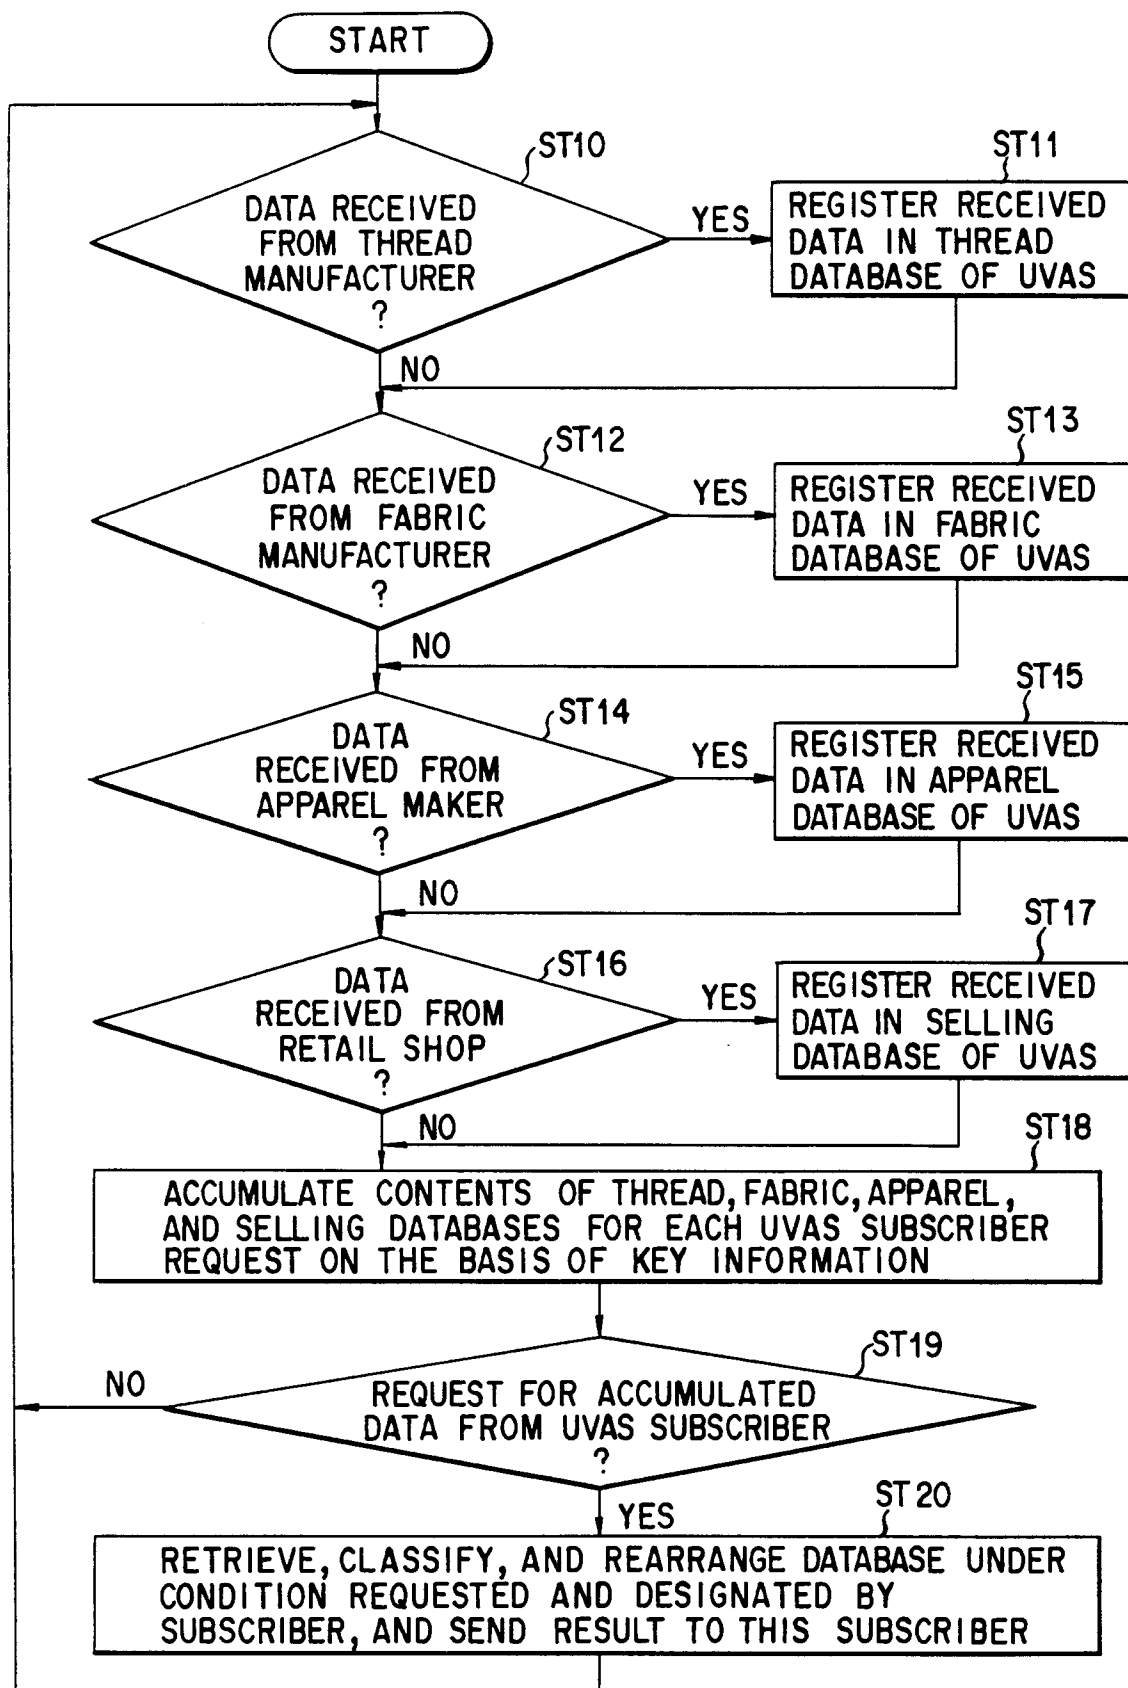 START
ST10
DATA RECEIVED
FROM THREAD
MANUFACTURER
?
YES
ST11
REGISTER RECEIVED
DATA IN THREAD
DATABASE OF UVAS
NO
ST12
DATA RECEIVED
FROM FABRIC
MANUFACTURER
?
YES
ST13
REGISTER RECEIVED
DATA IN FABRIC
DATABASE OF UVAS
NO
ST14
DATA
RECEIVED FROM
APPAREL MAKER
?
YES
ST15
REGISTER RECEIVED
DATA IN APPAREL
DATABASE OF UVAS
NO
ST16
DATA
RECEIVED FROM
RETAIL SHOP
?
YES
ST17
REGISTER RECEIVED
DATA IN SELLING
DATABASE OF UVAS
NO
ST18
ACCUMULATE CONTENTS OF THREAD, FABRIC, APPAREL,
AND SELLING DATABASES FOR EACH UVAS SUBSCRIBER
REQUEST ON THE BASIS OF KEY INFORMATION
ST19
NO
REQUEST FOR ACCUMULATED
DATA FROM UVAS SUBSCRIBER
?
YES
ST20
RETRIEVE, CLASSIFY, AND REARRANGE DATABASE UNDER
CONDITION REQUESTED AND DESIGNATED BY
SUBSCRIBER, AND SEND RESULT TO THIS SUBSCRIBER